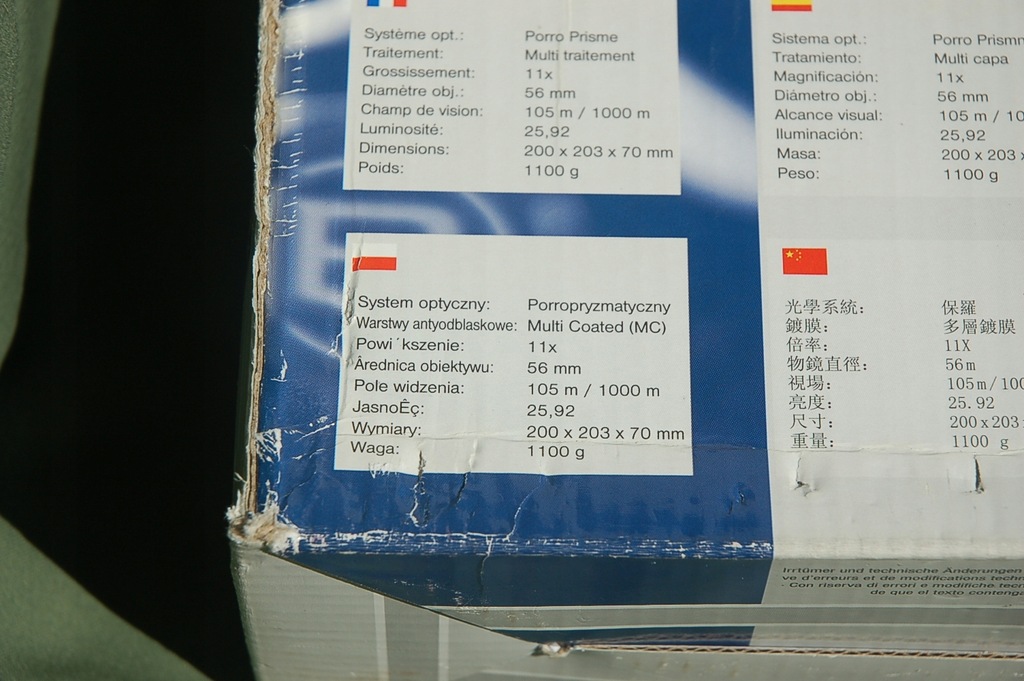 Système opt.: Porro Prisme
Traitement: Multi traitement
Grossissement: 11x
Diamètre obj.: 56 mm
Champ de vision: 105 m / 1000 m
Luminosité: 25,92
Dimensions: 200 x 203 x 70 mm
Poids: 1100 g
Sistema opt.: Porro Prism
Tratamiento: Multi capa
Magnificación: 11x
Diámetro obj.: 56 mm
Alcance visual: 105 m / 10
Iluminación: 25,92
Masa: 200 x 203 x
Peso: 1100 g
System optyczny: Porropryzmatyczny
Warstwy antyodblaskowe: Multi Coated (MC)
Powi´kszenie: 11x
Ârednica obiektywu: 56 mm
Pole widzenia: 105 m / 1000 m
JasnoÊç: 25,92
Wymiary: 200 x 203 x 70 mm
Waga: 1100 g
光學系統: 保羅
鍍膜: 多層鍍膜
倍率: 11X
物鏡直徑: 56m
視場: 105m/100
亮度: 25.92
尺寸: 200x203
重量: 1100 g
Irrtümer und technische Änderungen
ve d'erreurs et de modifications techn
Con riserva di errori e modifiche tec
de que el texto contenga